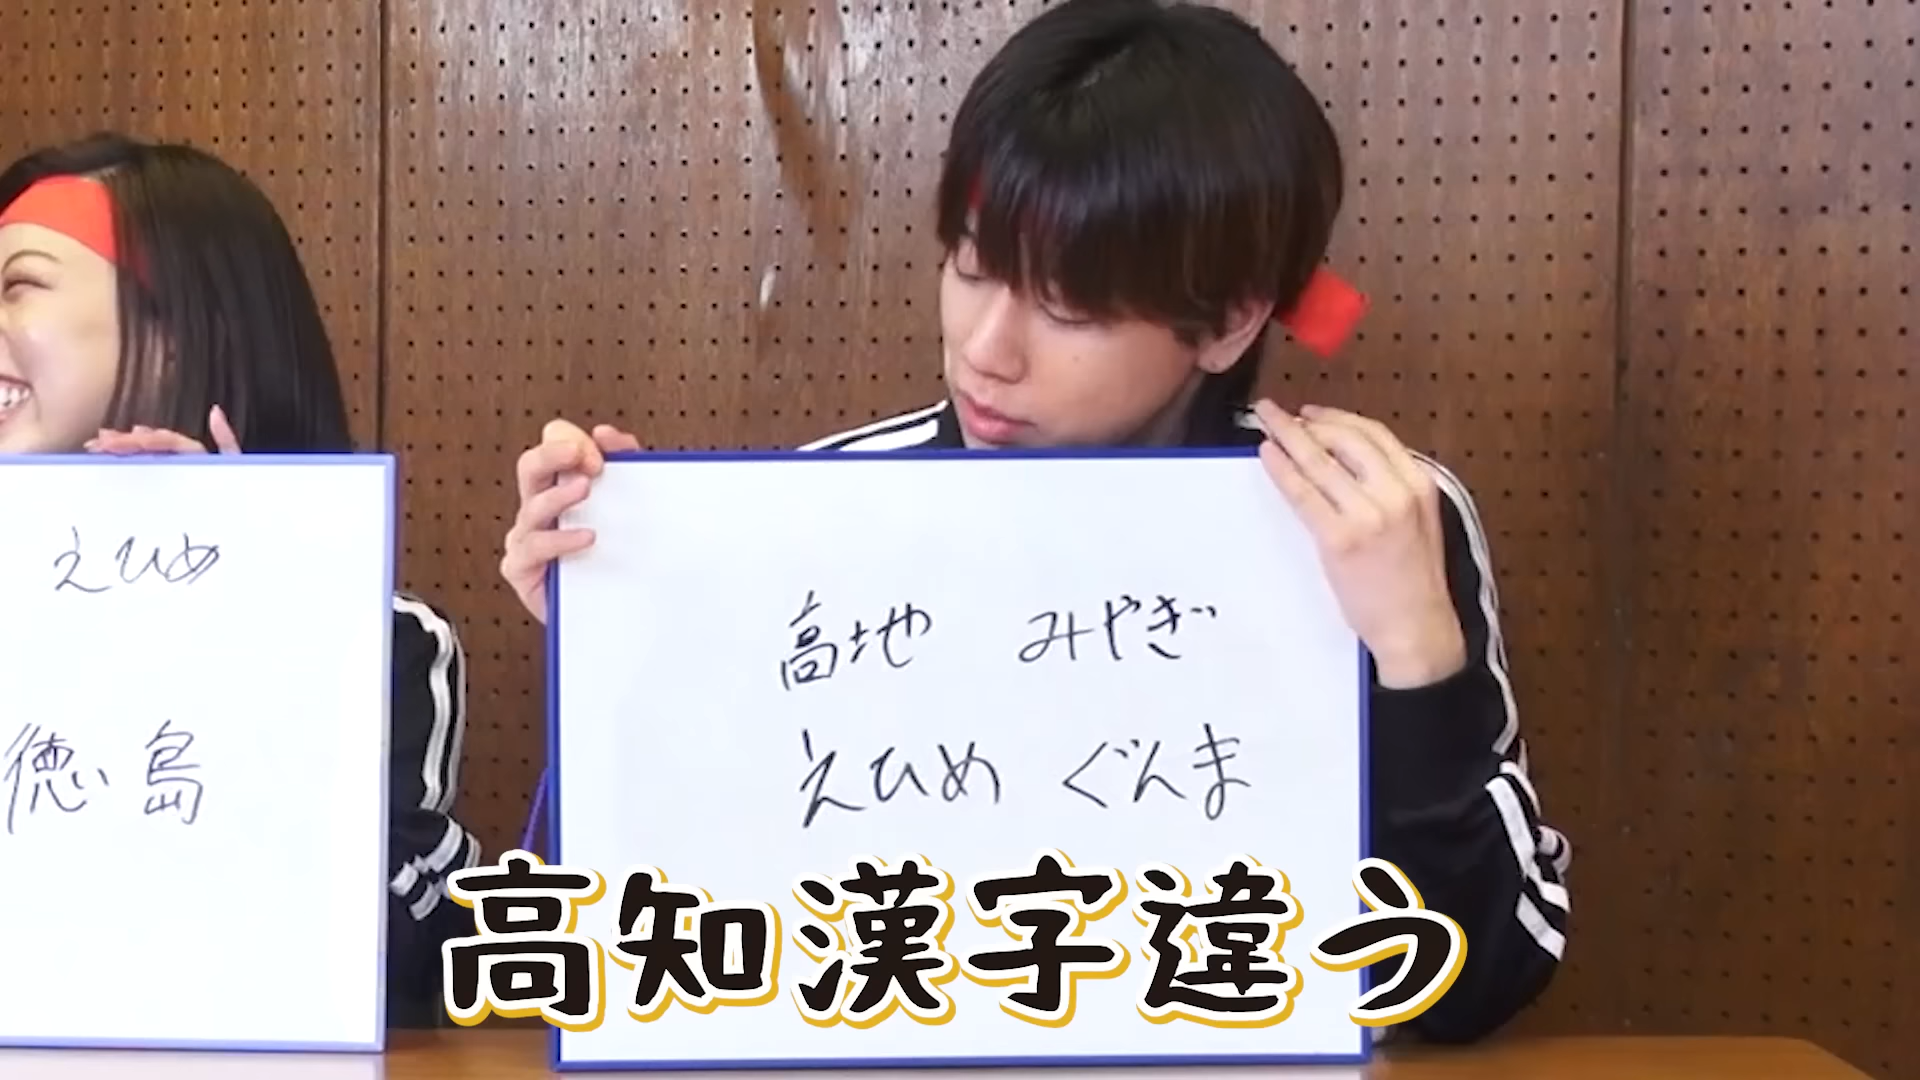 えひめ
徳島
高地 みやぎ
えひめ ぐんま
高知漢字違う